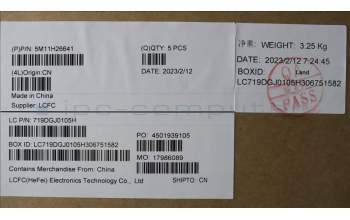 (P)P/N: 5M11H26641
(Q)QTY: 5 PCS
(4L)Origin:CN
DATE: 2023/2/12
Made in China
Supplier: LCFC
净重: WEIGHT: 3.25 Kg
DATE: 2023/2/12 7:24:45
BOXID: Land
LC719DGJ0105H306751582
PASS
LC P/N: 719DGJ0105H
PO: 4501939105
BOX ID: LC719DGJ0105H306751582
MO: 17986089
Contains Merchandise From: China
LCFC(HeFei) Electronics Technology Co., Ltd
SHIPTO: CN